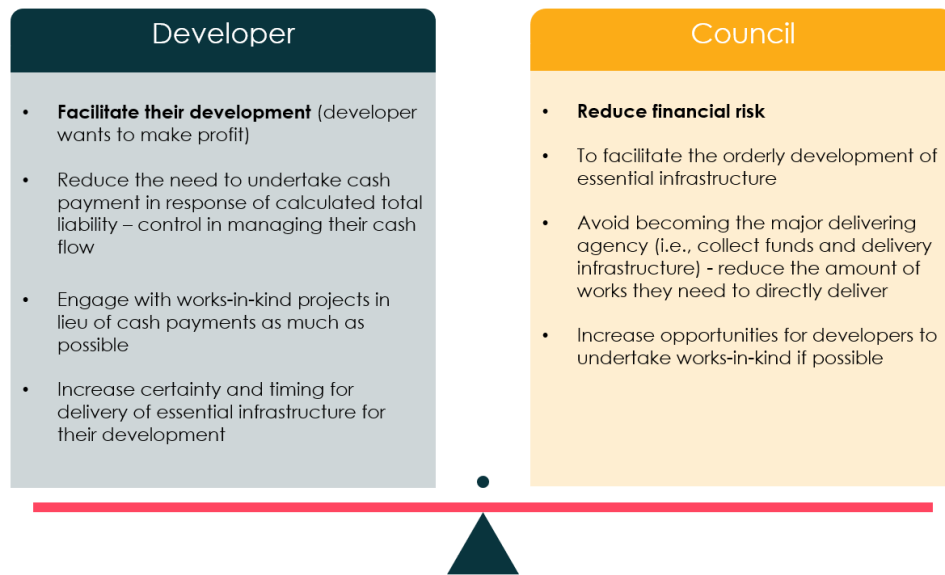 Developer
• Facilitate their development (developer
wants to make profit)
• Reduce the need to undertake cash
payment in response of calculated total
liability – control in managing their cash
flow
• Engage with works-in-kind projects in
lieu of cash payments as much as
possible
• Increase certainty and timing for
delivery of essential infrastructure for
their development
Council
• Reduce financial risk
• To facilitate the orderly development of
essential infrastructure
• Avoid becoming the major delivering
agency (i.e., collect funds and delivery
infrastructure) - reduce the amount of
works they need to directly deliver
• Increase opportunities for developers to
undertake works-in-kind if possible